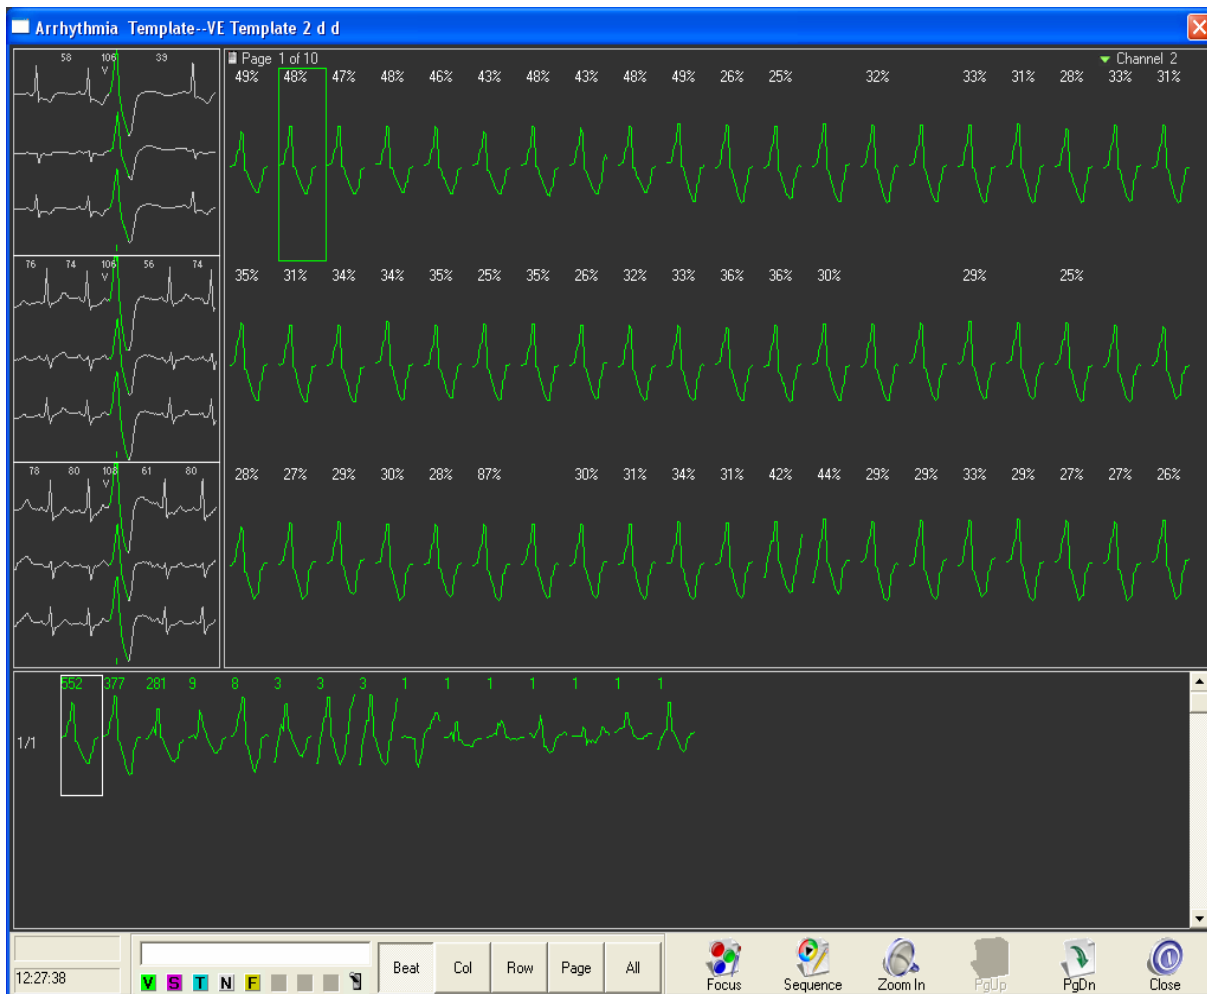 Arrhythmia Template--VE Template 2 d d
58 106 39
V
Page 1 of 10
Channel 2
49% 48% 47% 48% 46% 43% 48% 43% 48% 49% 26% 25% 32% 33% 31% 28% 33% 31%
76 74 106 56 74
V
35% 31% 34% 34% 35% 25% 35% 26% 32% 33% 36% 36% 30% 29% 25%
78 80 106 61 80
V
28% 27% 29% 30% 28% 87% 30% 31% 34% 31% 42% 44% 29% 29% 33% 29% 27% 27% 26%
552 377 281 9 8 3 3 3 1 1 1 1 1 1 1
1/1
12:27:38
V S T N F
Beat Col Row Page All
Focus Sequence Zoom In PgUp PgDn Close